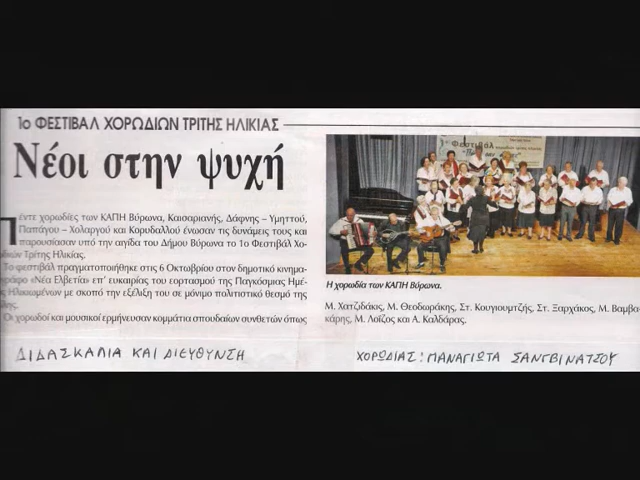 1ο ΦΕΣΤΙΒΑΛ ΧΟΡΩΔΙΩΝ ΤΡΙΤΗΣ ΗΛΙΚΙΑΣ
Νέοι στην ψυχή
Πέντε χορωδίες των ΚΑΠΗ Βύρωνα, Καισαριανής, Δάφνης – Υμηττού,
Παπάγου – Χολαργού και Κορυδαλλού ένωσαν τις δυνάμεις τους και
παρουσίασαν υπό την αιγίδα του Δήμου Βύρωνα το 1ο Φεστιβάλ Χο-
ρωδιών Τρίτης Ηλικίας.
Το φεστιβάλ πραγματοποιήθηκε στις 6 Οκτωβρίου στον δημοτικό κινημα-
τογράφο «Νέα Ελβετία» επ’ ευκαιρία του εορτασμού της Παγκόσμιας Ημέ-
ρας Ηλικιωμένων με σκοπό την εξέλιξη του σε μόνιμο πολιτιστικό θεσμό της
πόλης.
Οι χορωδοί και μουσικοί ερμήνευσαν κομμάτια σπουδαίων συνθετών όπως
Φεστιβάλ
Η χορωδία των ΚΑΠΗ Βύρωνα.
Μ. Χατζιδάκις, Μ. Θεοδωράκης, Στ. Κουγιουμτζής, Στ. Ξαρχάκος, Μ. Βαμβα-
κάρης, Μ. Λοΐζος και Α. Καλδάρας.
ΔΙΔΑΣΚΑΛΙΑ ΚΑΙ ΔΙΕΥΘΥΝΣΗ ΧΟΡΩΔΙΑΣ: ΠΑΝΑΓΙΩΤΑ ΣΑΝΓΒΙΝΑΤΣΟΥ